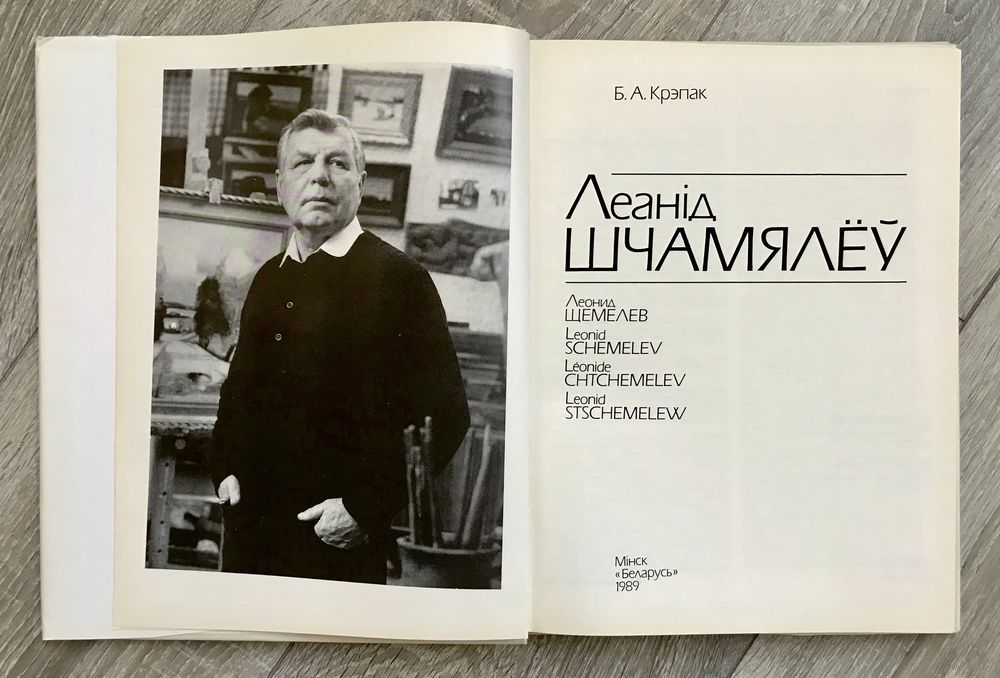 Б. А. Крэпак
Леанід
ШЧАМЯЛЁЎ
Леонид
ЩЕМЕЛЕВ
Leonid
SCHEMELEV
Léonide
CHTCHEMELEV
Leonid
STSCHEMELEW
Мінск
«Беларусь»
1989